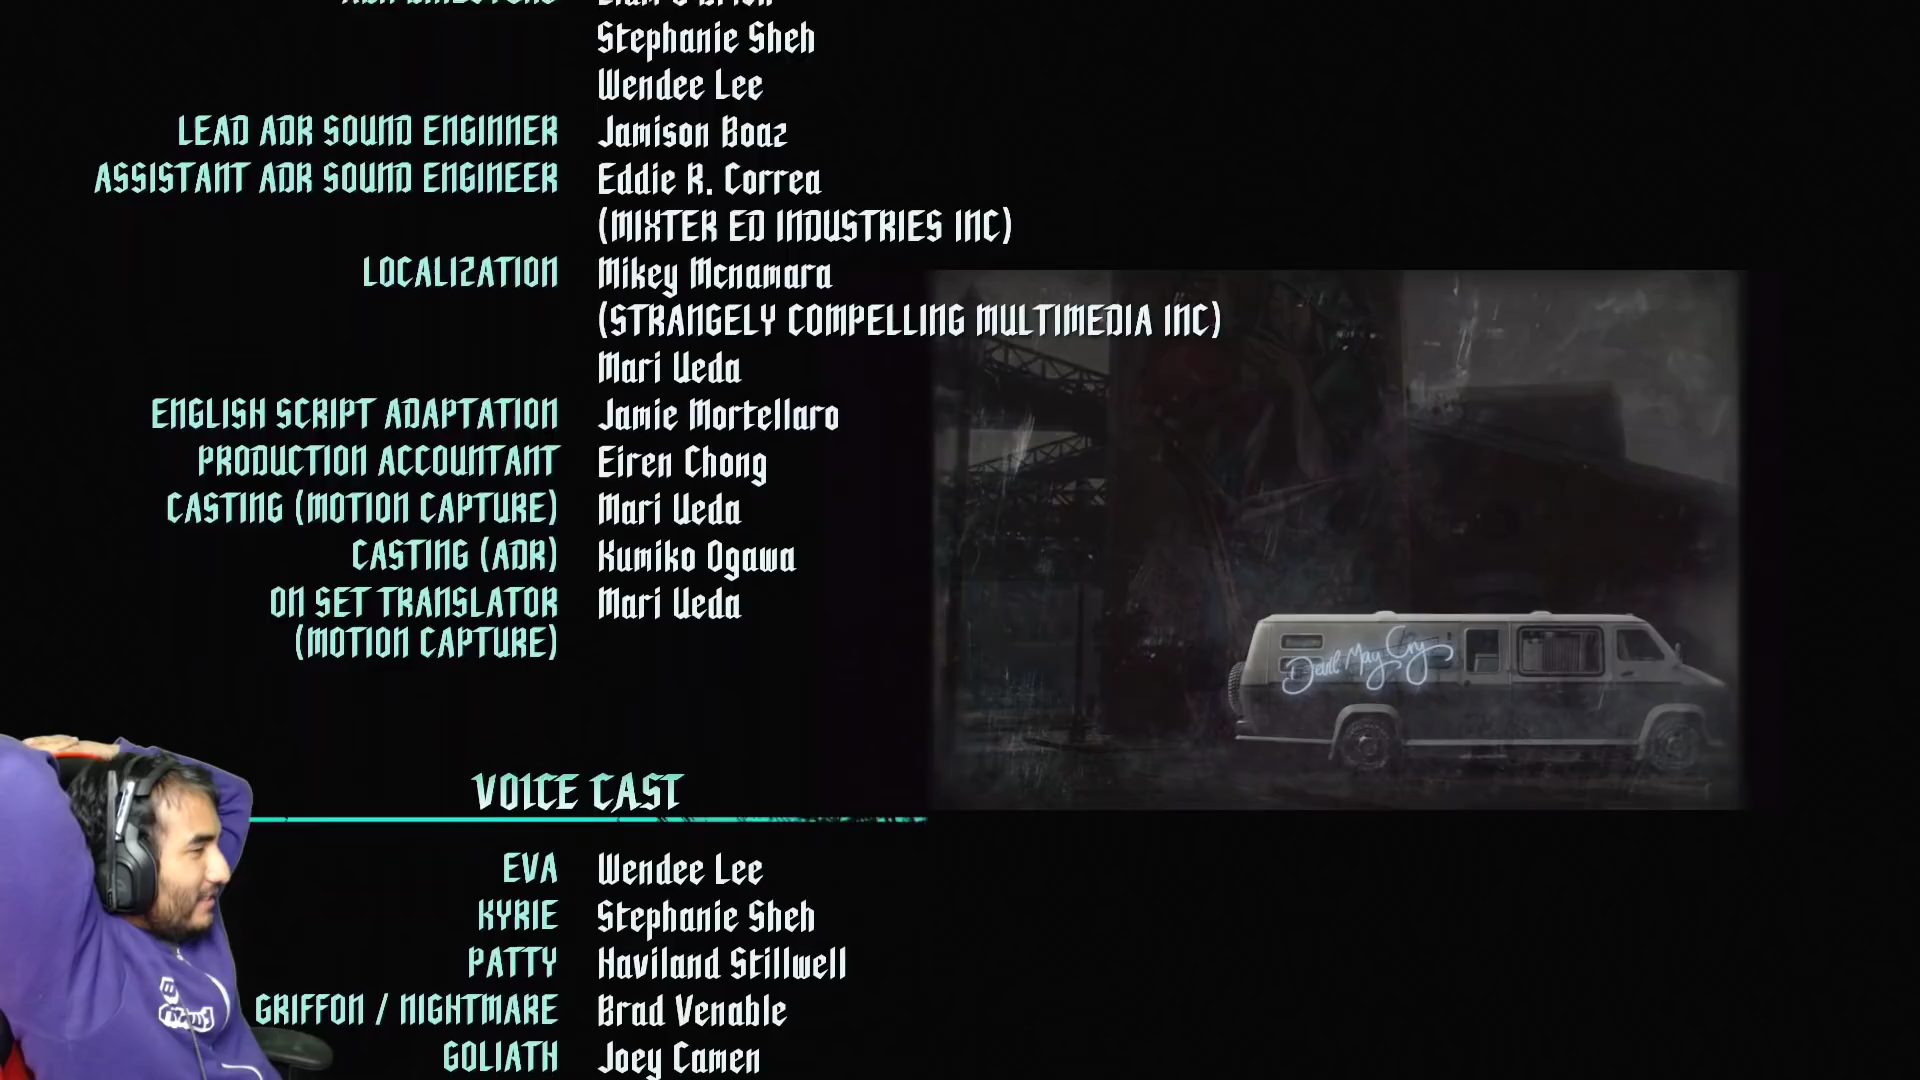 Stephanie Sheh
Wendee Lee
LEAD ADR SOUND ENGINNER Jamison Boaz
ASSISTANT ADR SOUND ENGINEER Eddie R. Correa
(MIXTER ED INDUSTRIES INC)
LOCALIZATION Mikey Mcnamara
(STRANGELY COMPELLING MULTIMEDIA INC)
Mari Ueda
ENGLISH SCRIPT ADAPTATION Jamie Mortellaro
PRODUCTION ACCOUNTANT Eiren Chong
CASTING (MOTION CAPTURE) Mari Ueda
CASTING (ADR) Kumiko Ogawa
ON SET TRANSLATOR Mari Ueda
(MOTION CAPTURE)
Devil May Cry
VOICE CAST
EVA Wendee Lee
KYRIE Stephanie Sheh
PATTY Haviland Stillwell
GRIFFON / NIGHTMARE Brad Venable
GOLIATH Joey Camen